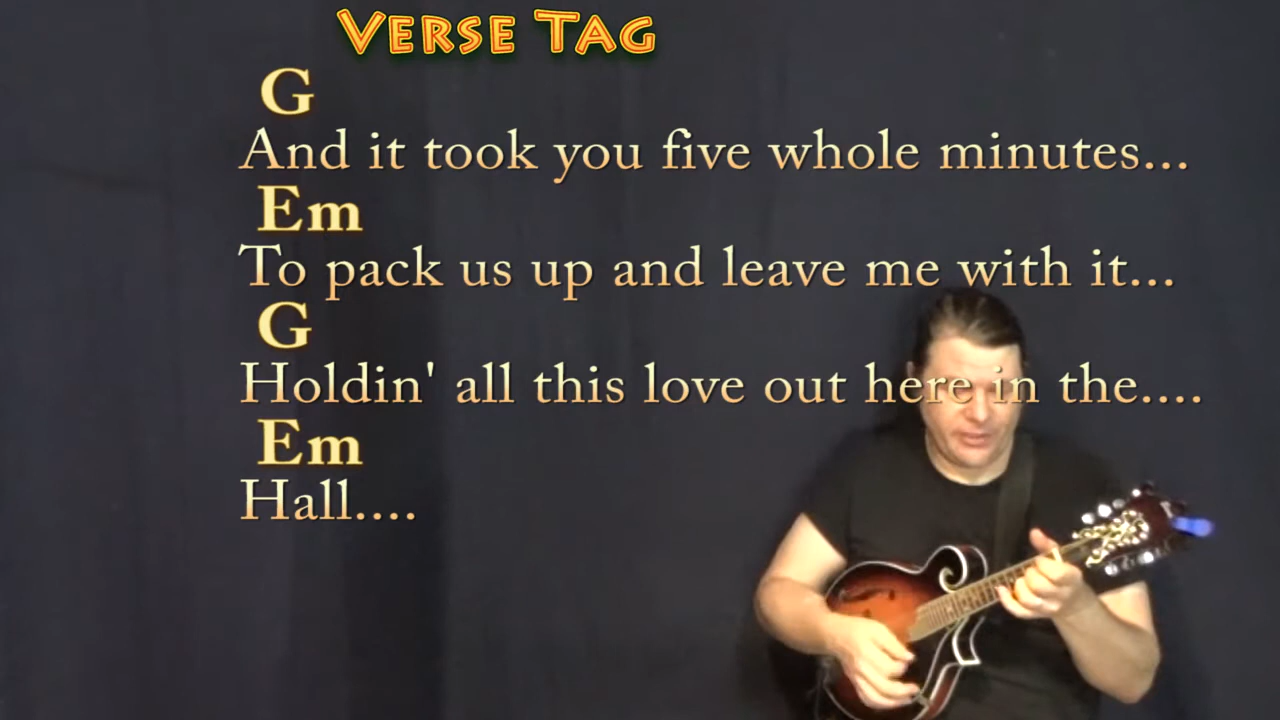 Verse Tag
G
And it took you five whole minutes...
Em
To pack us up and leave me with it...
G
Holdin' all this love out here in the....
Em
Hall....